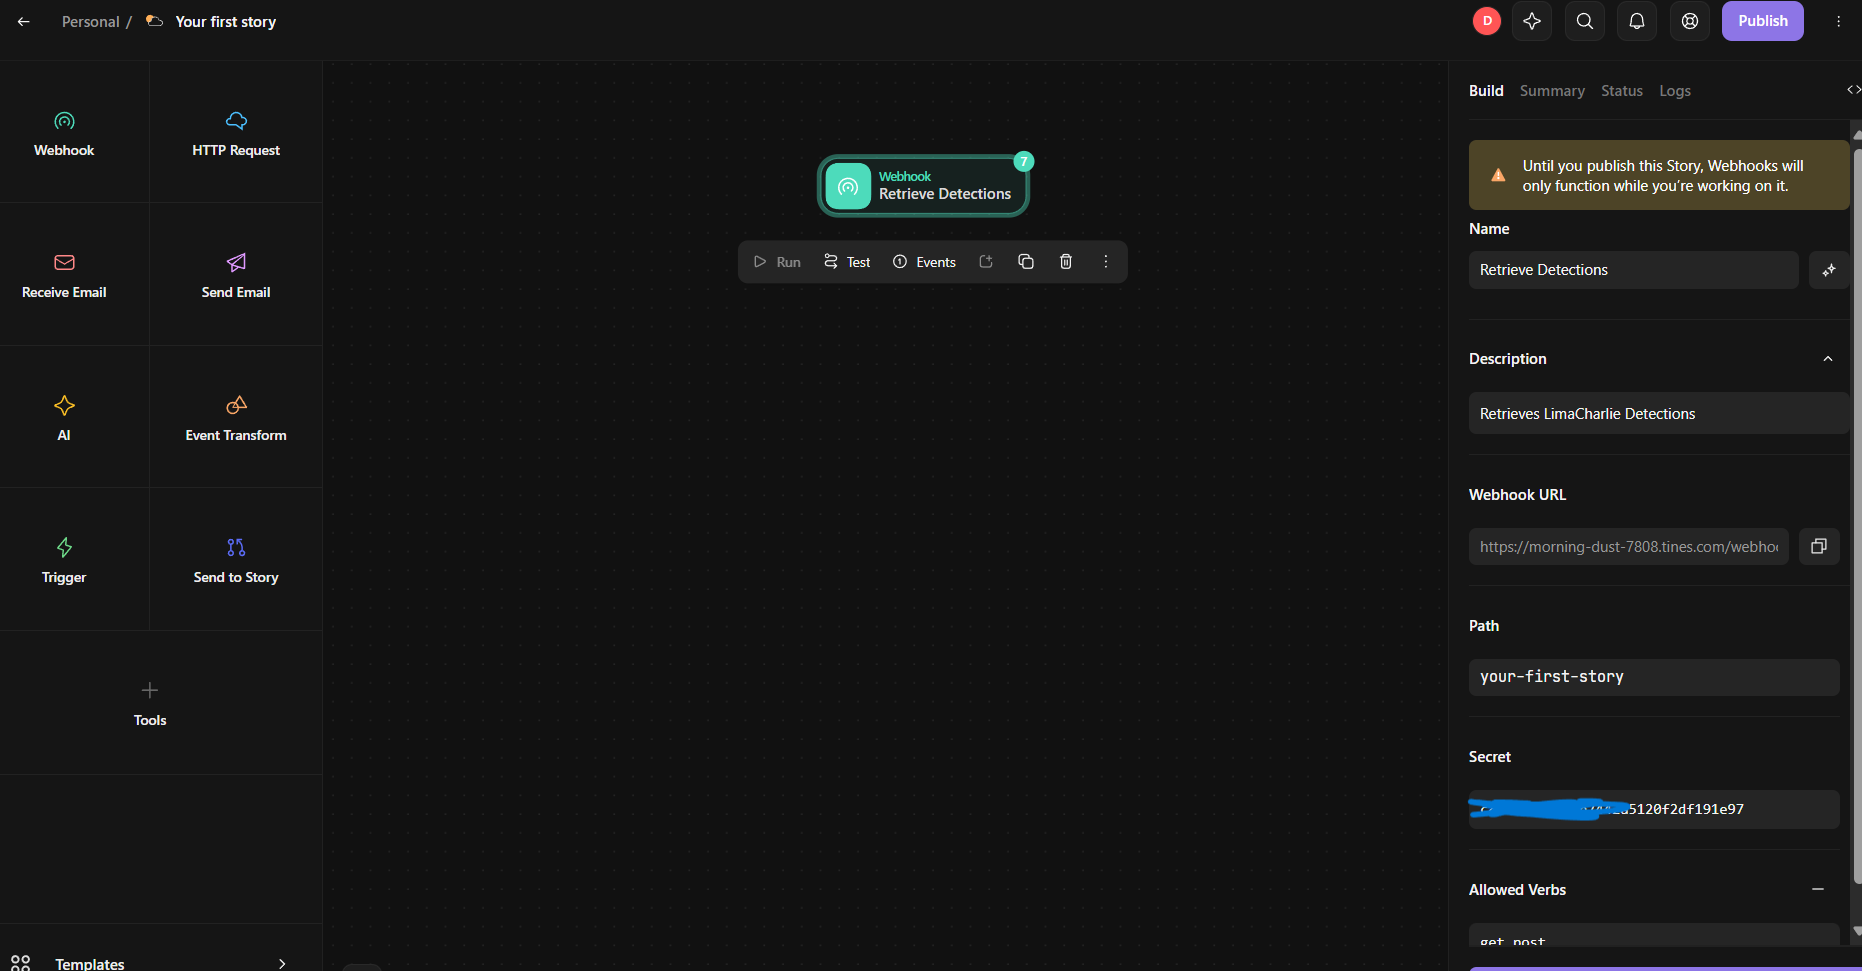 Personal / Your first story
D
Publish
Webhook
HTTP Request
Receive Email
Send Email
AI
Event Transform
Trigger
Send to Story
Tools
Templates
7
Webhook
Retrieve Detections
Run
Test
Events
Build
Summary
Status
Logs
Until you publish this Story, Webhooks will
only function while you're working on it.
Name
Retrieve Detections
Description
Retrieves LimaCharlie Detections
Webhook URL
https://morning-dust-7808.tines.com/webhoo
Path
your-first-story
Secret
5120f2df191e97
Allowed Verbs
get, post